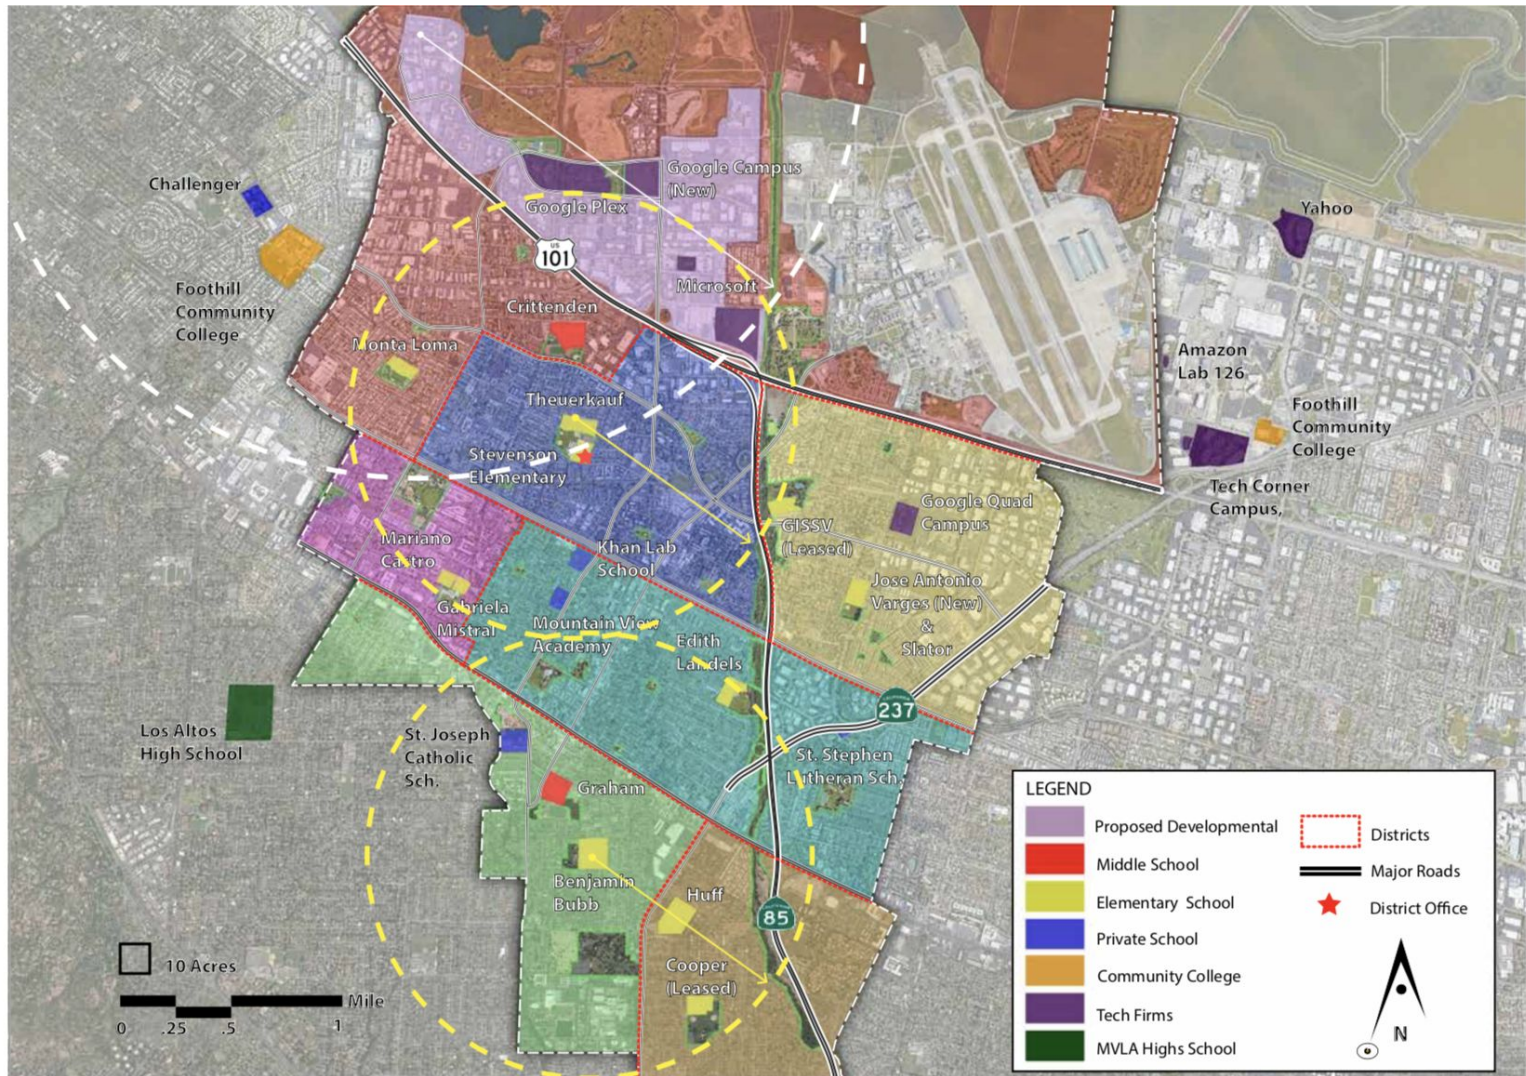 Google Campus
(New)
Google Plex
Challenger
Yahoo
US
101
Foothill
Community
College
Microsoft
Crittenden
Monta Loma
Amazon
Lab 126
Theuerkauf
Foothill
Community
College
Stevenson
Elementary
Tech Corner
Campus,
Google Quad
Campus
GISSV
(Leased)
Mariano
Castro
Khan Lab
School
Jose Antonio
Varges (New)
&
Slator
Gabriela
Mistral
Mountain View
Academy
Edith
Landels
237
Los Altos
High School
St. Joseph
Catholic
Sch.
St. Stephen
Lutheran Sch.
Graham
Benjamin
Bubb
Huff
85
Cooper
(Leased)
10 Acres
Mile
0 .25 .5 1
LEGEND
Proposed Developmental
Middle School
Elementary School
Private School
Community College
Tech Firms
MVLA Highs School
Districts
Major Roads
District Office
N